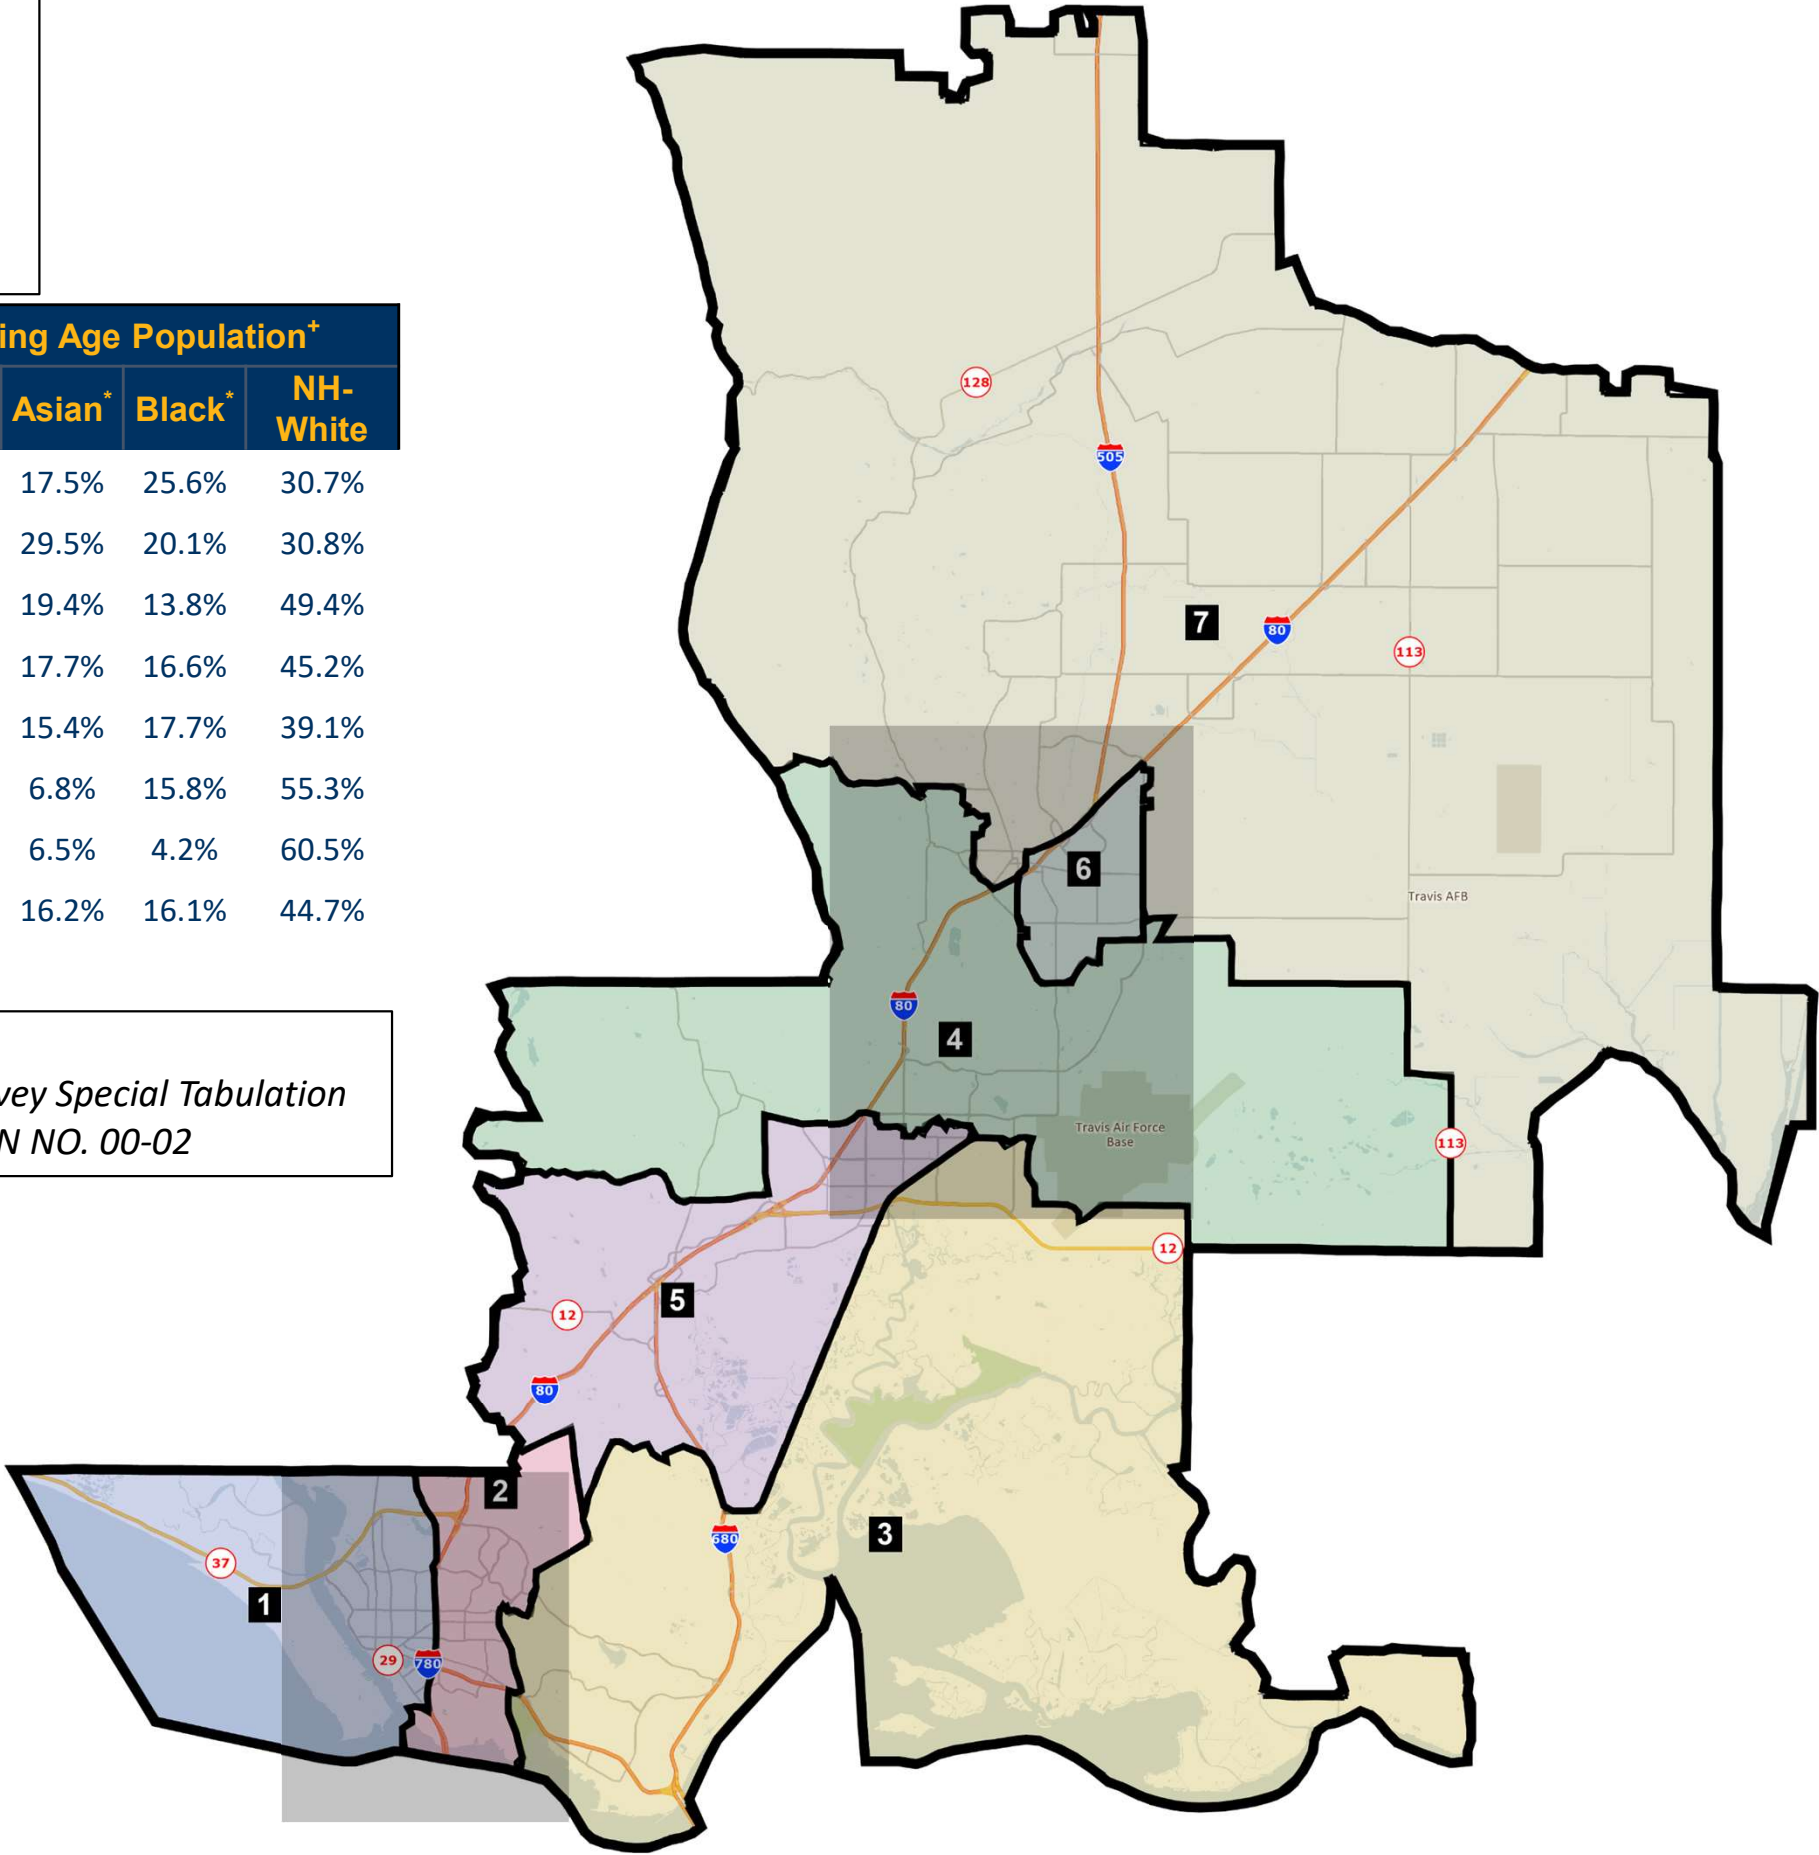 ing Age Population+
Asian* Black* NH-
White
17.5% 25.6% 30.7%
29.5% 20.1% 30.8%
19.4% 13.8% 49.4%
17.7% 16.6% 45.2%
15.4% 17.7% 39.1%
6.8% 15.8% 55.3%
6.5% 4.2% 60.5%
16.2% 16.1% 44.7%
vey Special Tabulation
N NO. 00-02
128
505
7
80
113
6
Travis AFB
80
4
Travis Air Force
Base
113
12
5
12
80
2
680
3
37
1
29
780